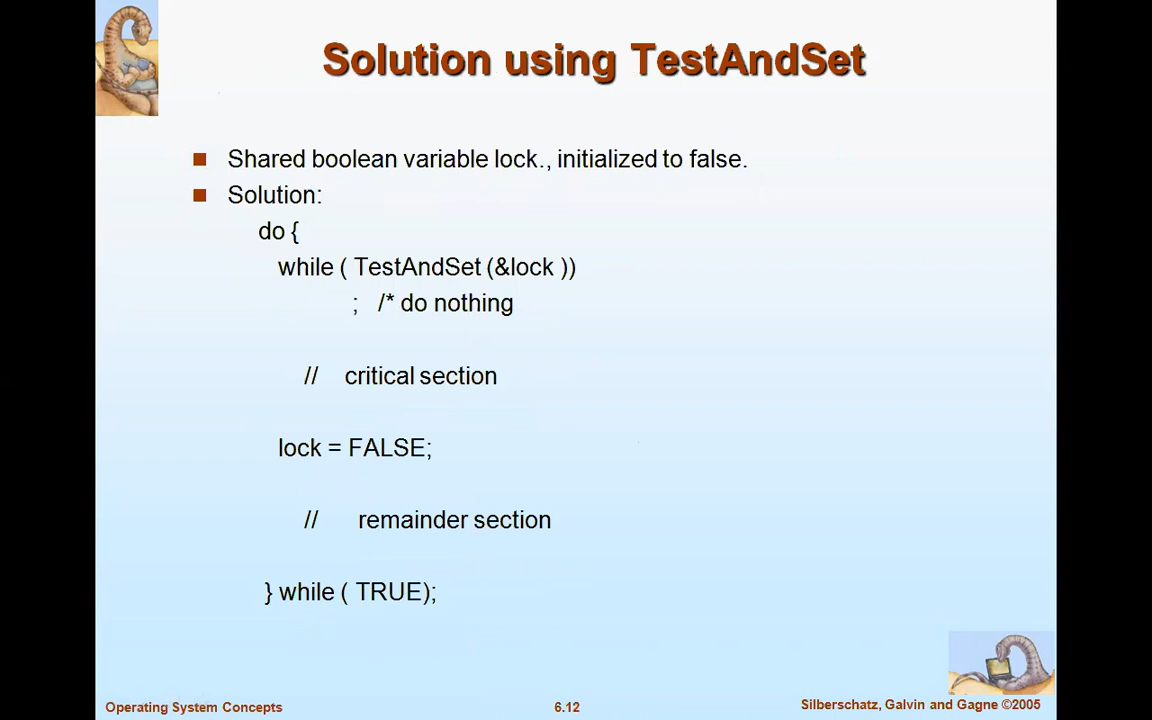 Solution using TestAndSet
Shared boolean variable lock., initialized to false.
Solution:
do {
while ( TestAndSet (&lock ))
; /* do nothing
// critical section
lock = FALSE;
// remainder section
} while ( TRUE);
Operating System Concepts
6.12
Silberschatz, Galvin and Gagne ©2005